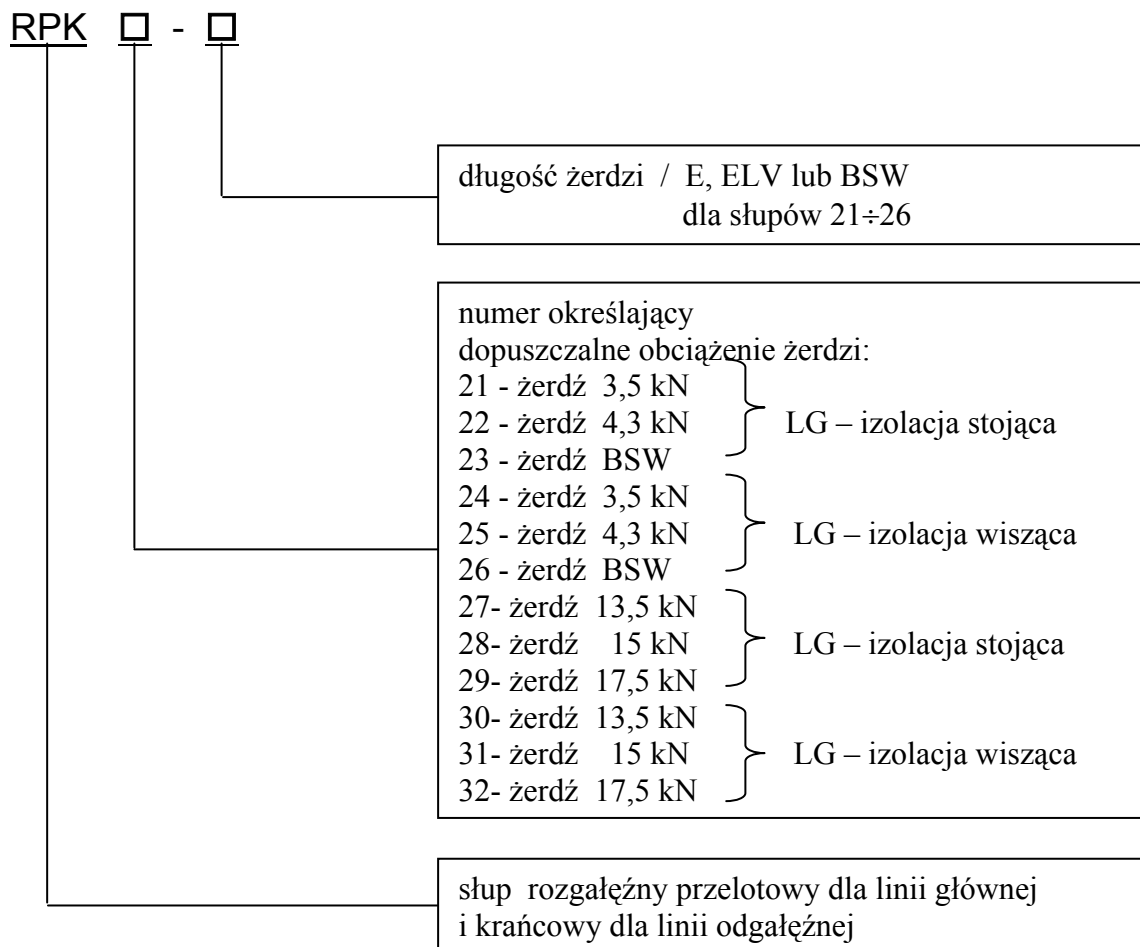 RPK □ - □
długość żerdzi / E, ELV lub BSW
dla słupów 21÷26
numer określający
dopuszczalne obciążenie żerdzi:
21 - żerdź 3,5 kN
22 - żerdź 4,3 kN
LG – izolacja stojąca
23 - żerdź BSW
24 - żerdź 3,5 kN
25 - żerdź 4,3 kN
LG – izolacja wisząca
26 - żerdź BSW
27- żerdź 13,5 kN
28- żerdź 15 kN
LG – izolacja stojąca
29- żerdź 17,5 kN
30- żerdź 13,5 kN
31- żerdź 15 kN
LG – izolacja wisząca
32- żerdź 17,5 kN
słup rozgałęźny przelotowy dla linii głównej
i krańcowy dla linii odgałęźnej